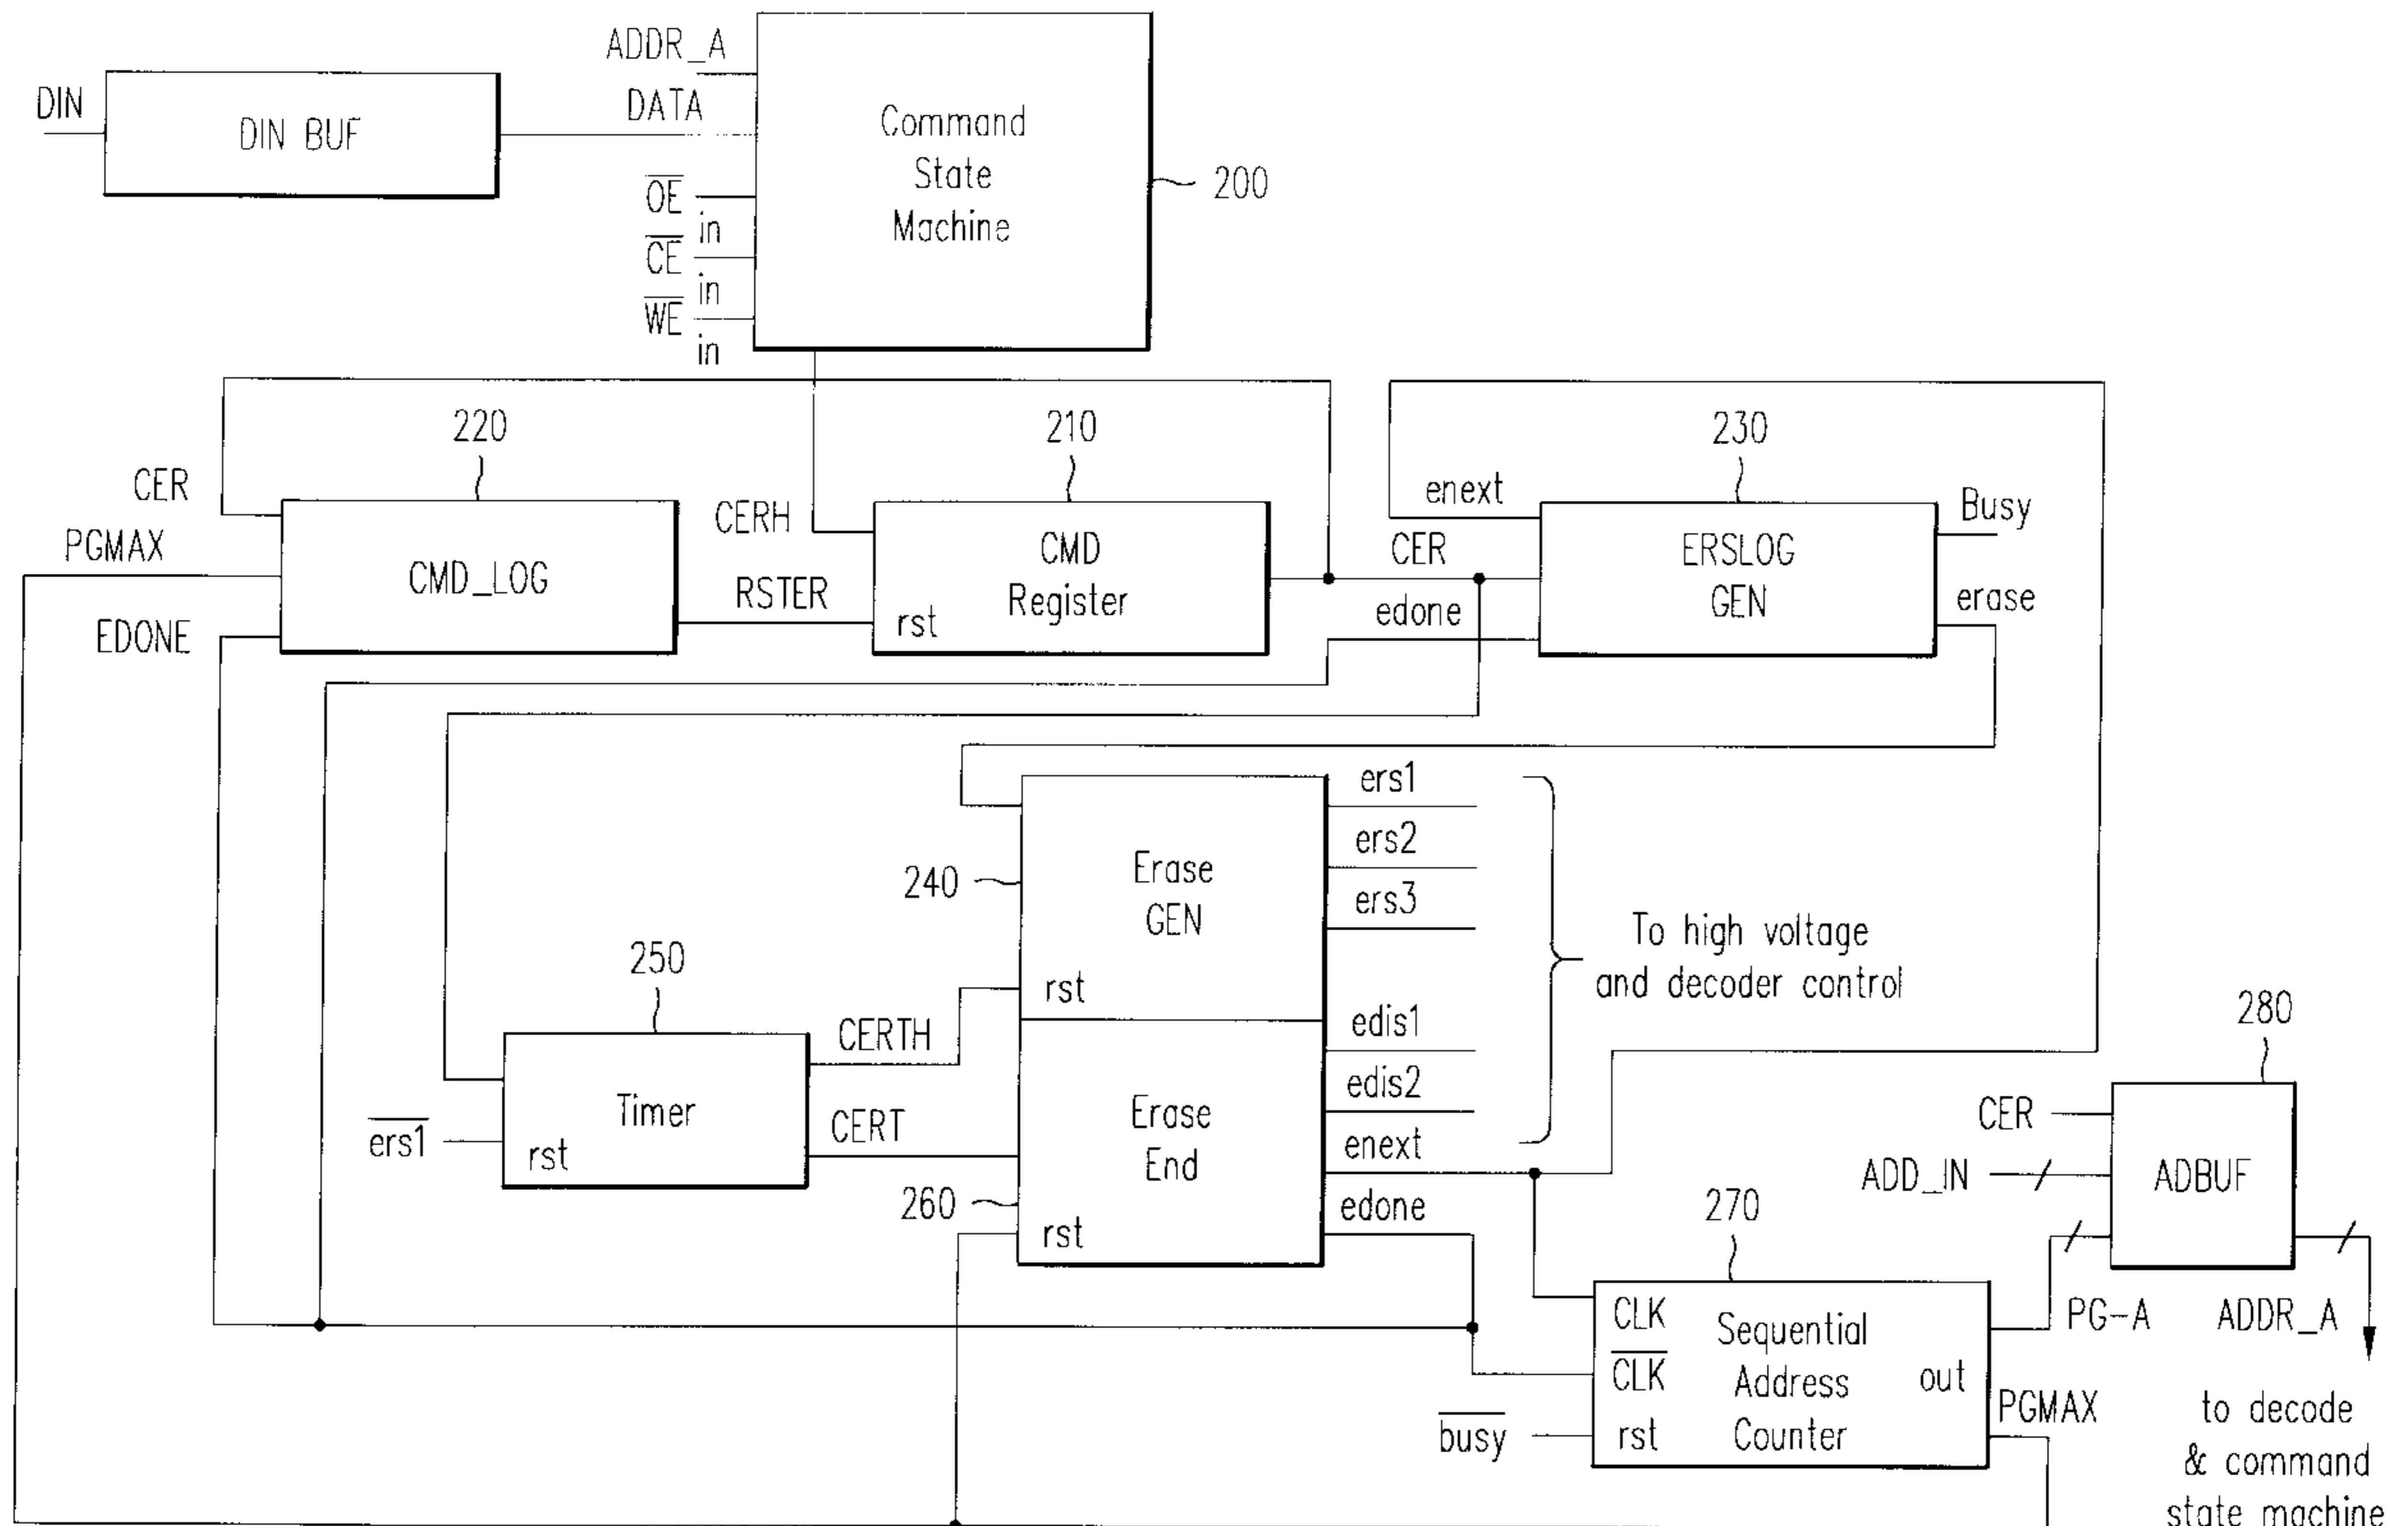 ADDR_A
DIN
DIN BUF
DATA
Command
State
Machine
200
OE
in
CE
in
WE
in
220
210
230
CER
PGMAX
EDONE
CMD_LOG
CERH
RSTER
CMD
Register
rst
enext
CER
edone
ERSLOG
GEN
Busy
erase
240
Erase
GEN
rst
ers1
ers2
ers3
To high voltage
and decoder control
250
Timer
ers1
rst
CERTH
CERT
260
Erase
End
rst
edis1
edis2
enext
edone
280
CER
ADD_IN
ADBUF
PG-A
ADDR_A
270
CLK
CLK
rst
Sequential
Address
Counter
out
busy
PGMAX
to decode
& command
state machine